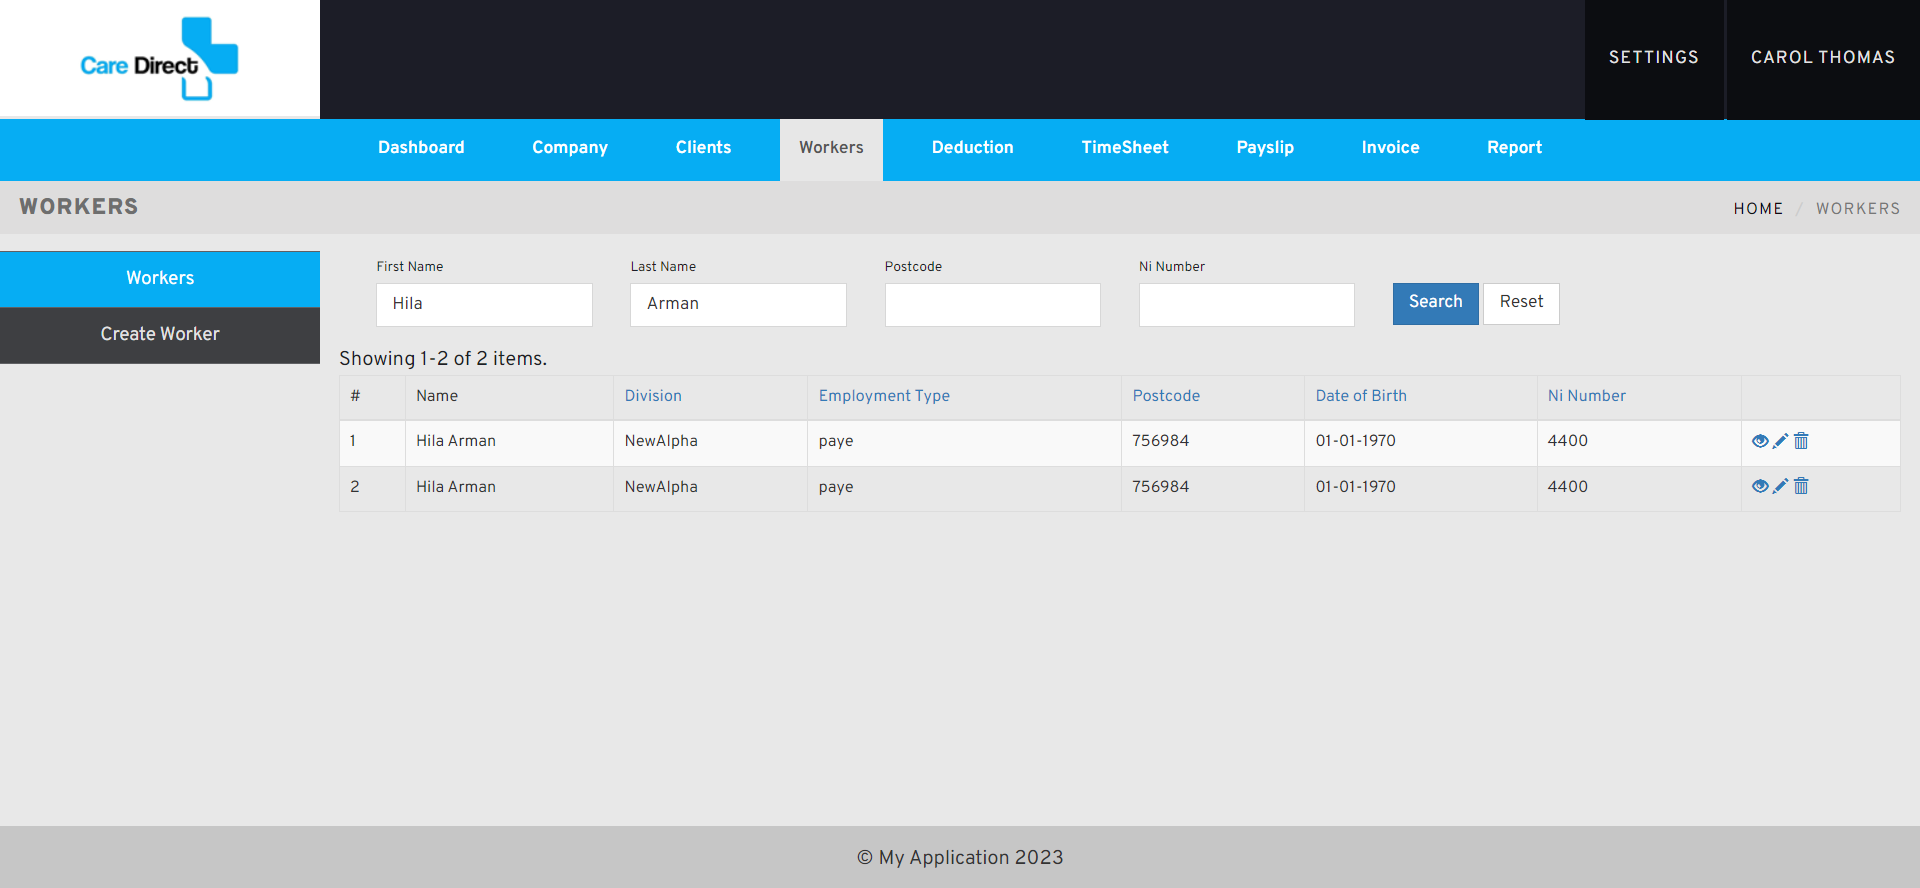 Care Direct
SETTINGS
CAROL THOMAS
Dashboard Company Clients Workers Deduction TimeSheet Payslip Invoice Report
WORKERS
HOME / WORKERS
Workers
Create Worker
First Name Last Name Postcode Ni Number
Hila Arman Search Reset
Showing 1-2 of 2 items.
# Name Division Employment Type Postcode Date of Birth Ni Number
1 Hila Arman NewAlpha paye 756984 01-01-1970 4400
2 Hila Arman NewAlpha paye 756984 01-01-1970 4400
© My Application 2023